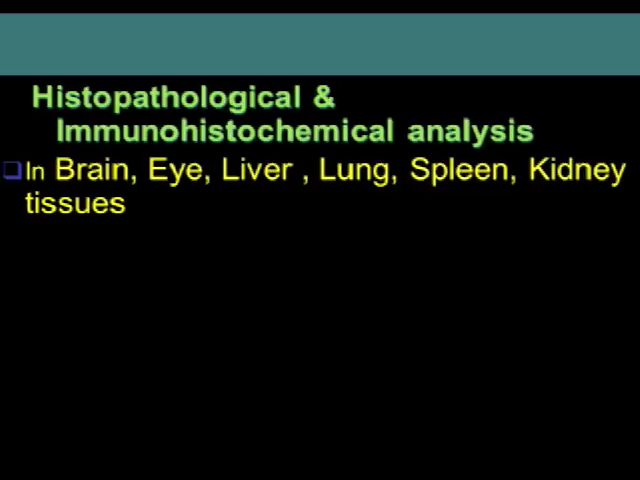 Histopathological &
Immunohistochemical analysis
In Brain, Eye, Liver , Lung, Spleen, Kidney
tissues